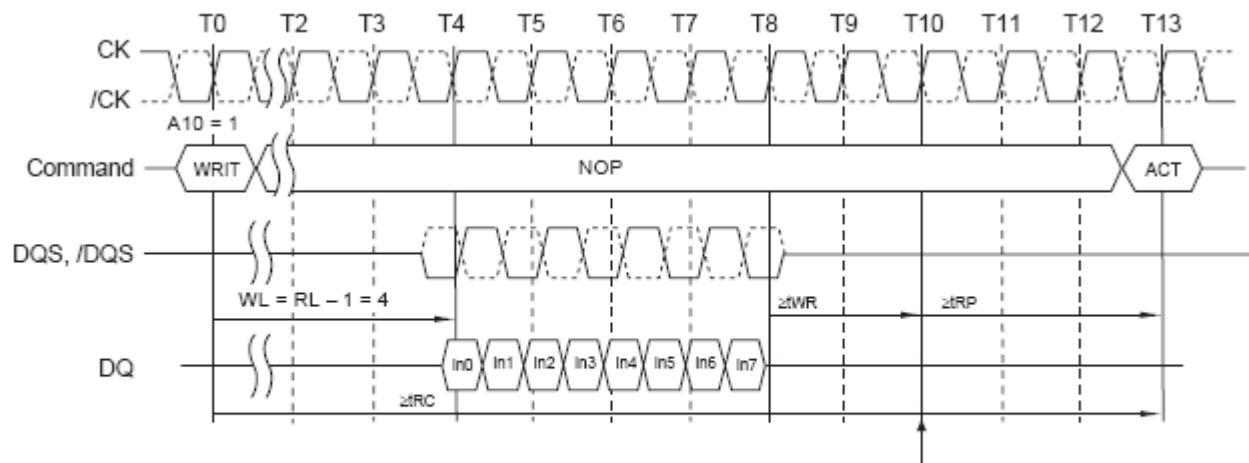 T0 T2 T3 T4 T5 T6 T7 T8 T9 T10 T11 T12 T13
CK
/CK
A10 = 1
Command WRIT NOP ACT
DQS, /DQS
WL = RL – 1 = 4
≥tWR ≥tRP
DQ In0 In1 In2 In3 In4 In5 In6 In7
≥tRC